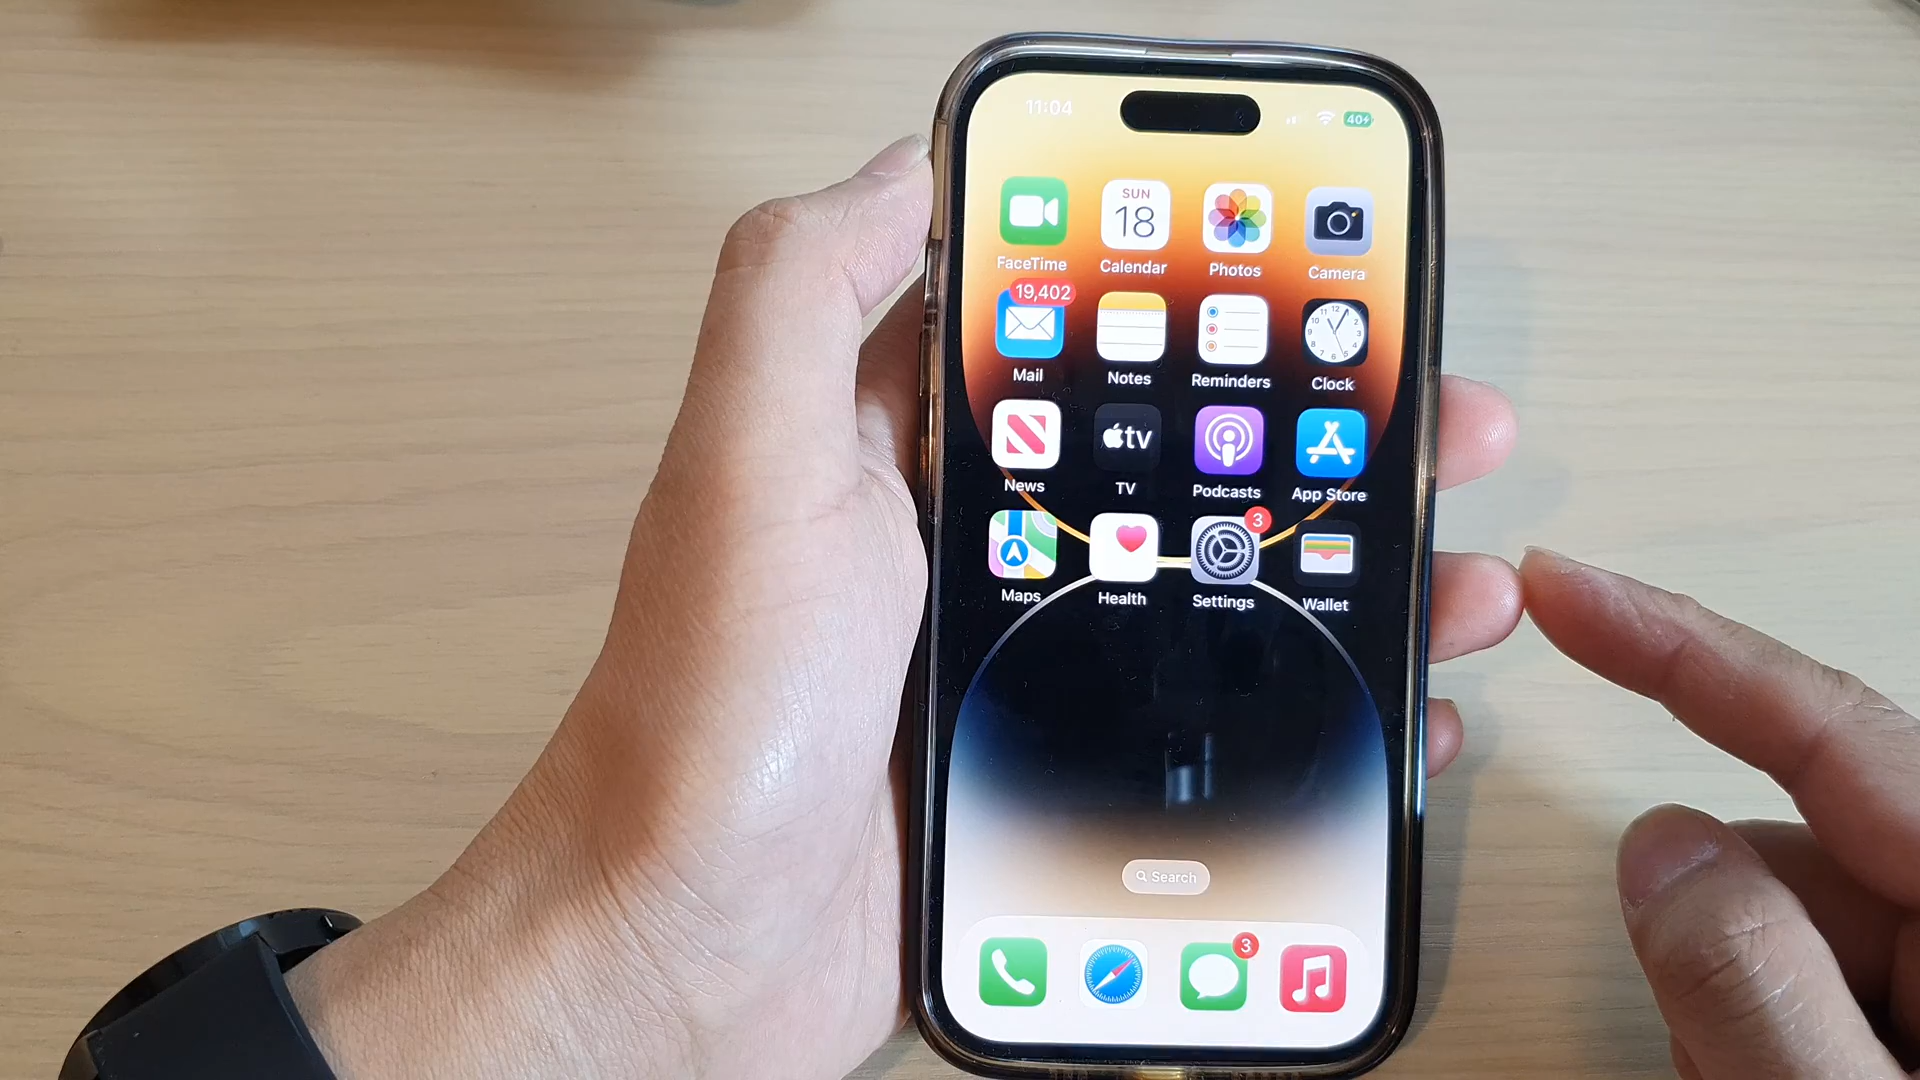 11:04
40
SUN
18
FaceTime Calendar Photos Camera
19,402
12
Mail Notes Reminders Clock
tv
News TV Podcasts App Store
3
Maps Health Settings Wallet
Search
3